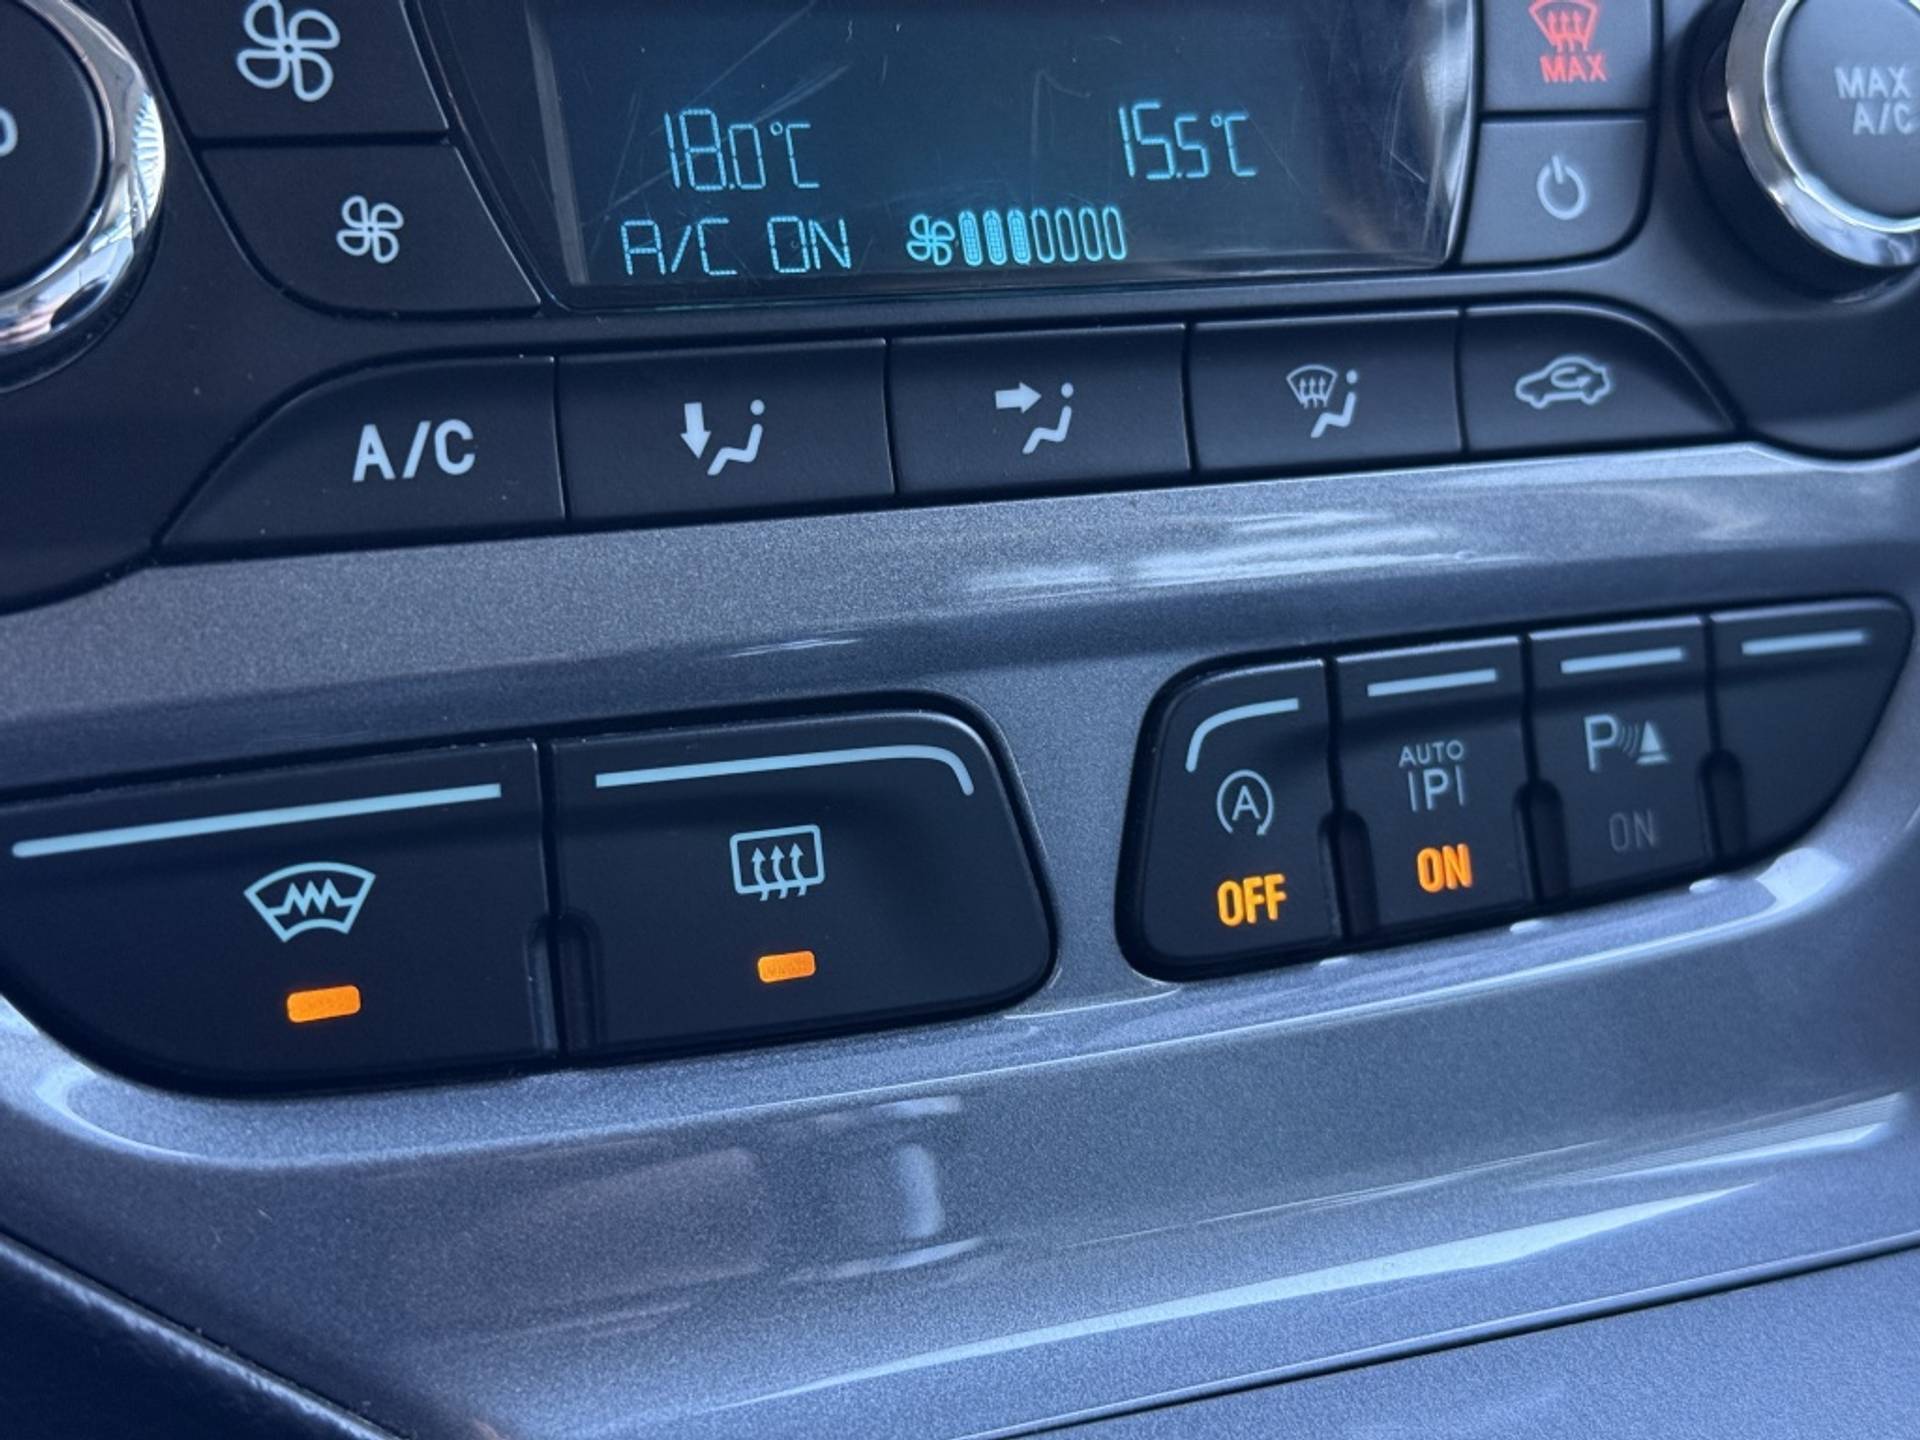 MAX
MAX
A/C
18.0°C 15.5°C
A/C ON
A/C
AUTO
P
P
OFF
ON
ON
A